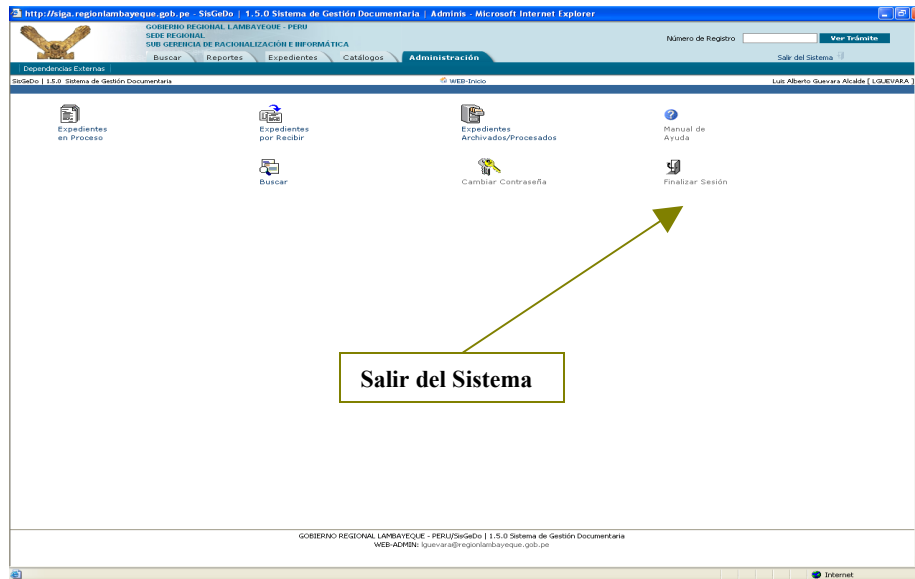 http://siga.regionlambayeque.gob.pe - SisGeDo | 1.5.0 Sistema de Gestión Documentaria | Adminis - Microsoft Internet Explorer
GOBIERNO REGIONAL LAMBAYEQUE - PERU
SEDE REGIONAL
SUB GERENCIA DE RACIONALIZACIÓN E INFORMÁTICA
Número de Registro Ver Trámite
Buscar Reportes Expedientes Catálogos Administración Salir del Sistema
Dependencias Externas
SisGeDo | 1.5.0 Sistema de Gestión Documentaria WEB-Inicio Luis Alberto Guevara Alcalde [ LGUEVARA ]
Expedientes en Proceso
Expedientes por Recibir
Expedientes Archivados/Procesados
Manual de Ayuda
Buscar
Cambiar Contraseña
Finalizar Sesión
Salir del Sistema
GOBIERNO REGIONAL LAMBAYEQUE - PERU/SisGeDo | 1.5.0 Sistema de Gestión Documentaria
WEB-ADMIN: lguevara@regionlambayeque.gob.pe
Internet